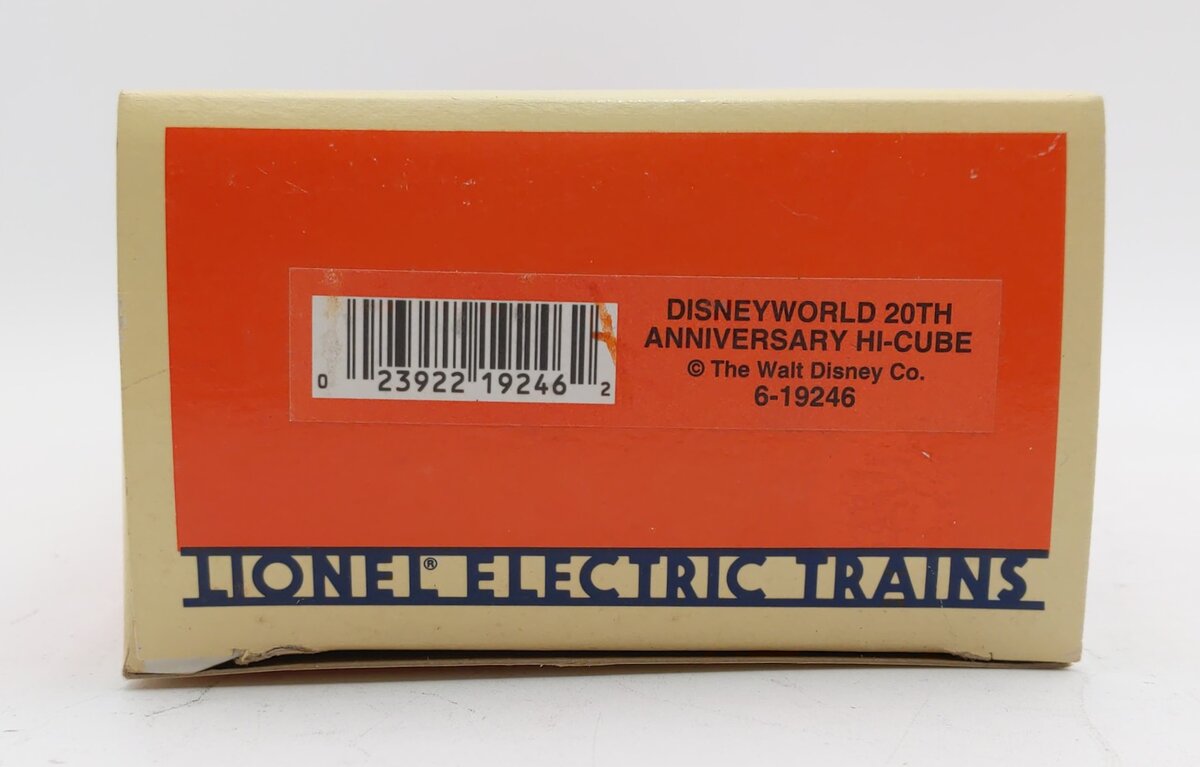 0 23922 19246 2
DISNEYWORLD 20TH
ANNIVERSARY HI-CUBE
© The Walt Disney Co.
6-19246
LIONEL® ELECTRIC TRAINS